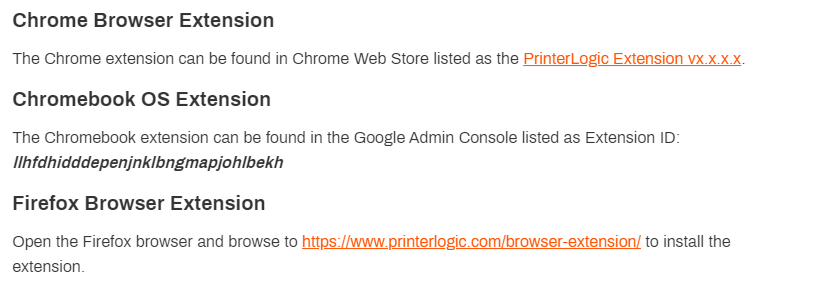 Chrome Browser Extension
The Chrome extension can be found in Chrome Web Store listed as the PrinterLogic Extension vx.x.x.x.
Chromebook OS Extension
The Chromebook extension can be found in the Google Admin Console listed as Extension ID:
llhfdhidddepenjnklbngmapjohlbekh
Firefox Browser Extension
Open the Firefox browser and browse to https://www.printerlogic.com/browser-extension/ to install the
extension.